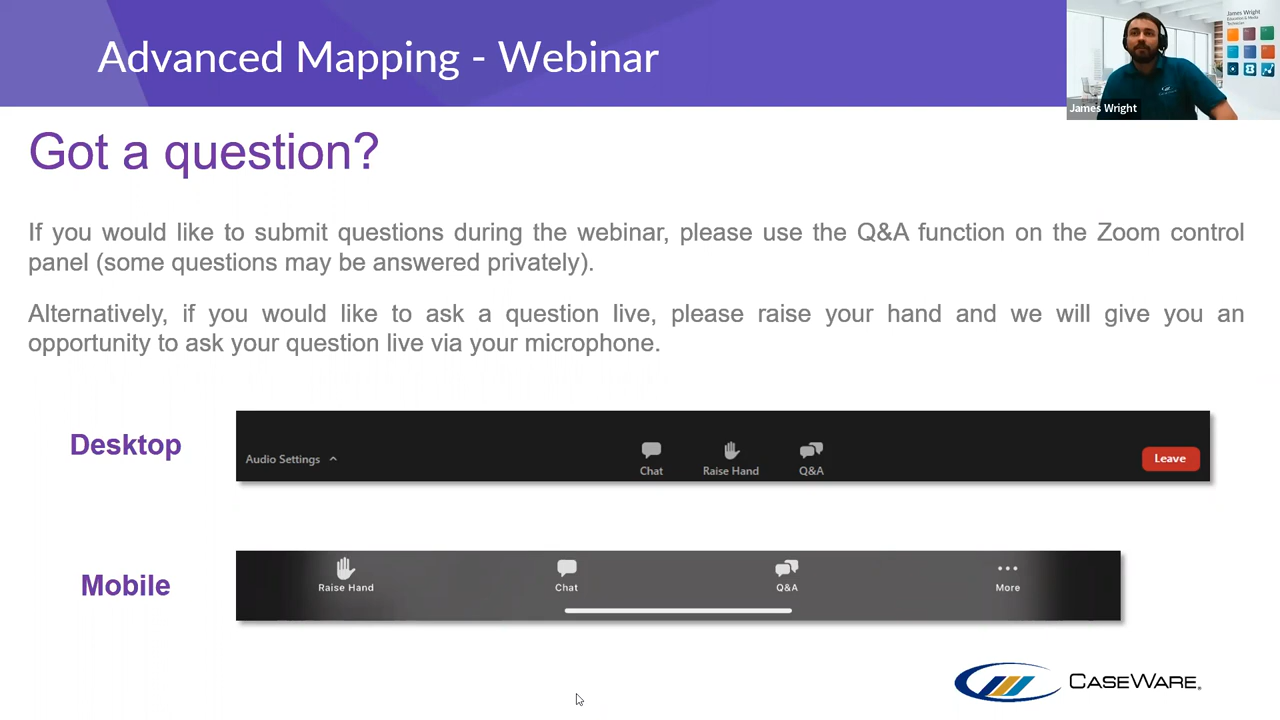 Advanced Mapping - Webinar
James Wright
James Wright
Got a question?
If you would like to submit questions during the webinar, please use the Q&A function on the Zoom control
panel (some questions may be answered privately).
Alternatively, if you would like to ask a question live, please raise your hand and we will give you an
opportunity to ask your question live via your microphone.
Desktop
Audio Settings
Chat
Raise Hand
Q&A
Leave
Mobile
Raise Hand
Chat
Q&A
More
CASEWARE